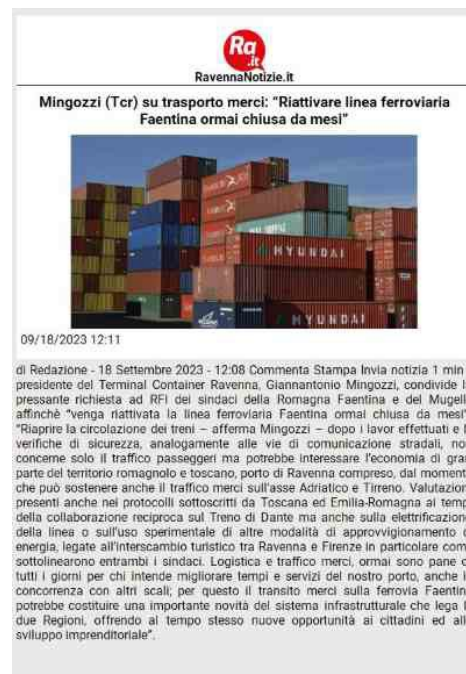 Ra
.it
RavennaNotizie.it
Mingozzi (Tcr) su trasporto merci: “Riattivare linea ferroviaria
Faentina ormai chiusa da mesi”
HYUNDAI
HYUNDAI
09/18/2023 12:11
di Redazione - 18 Settembre 2023 - 12:08 Commenta Stampa Invia notizia 1 min
presidente del Terminal Container Ravenna, Giannantonio Mingozzi, condivide l
pressante richiesta ad RFI dei sindaci della Romagna Faentina e del Mugell
affinchè “venga riattivata la linea ferroviaria Faentina ormai chiusa da mesi”
“Riaprire la circolazione dei treni – afferma Mingozzi – dopo i lavor effettuati e l
verifiche di sicurezza, analogamente alle vie di comunicazione stradali, no
concerne solo il traffico passeggeri ma potrebbe interessare l’economia di gra
parte del territorio romagnolo e toscano, porto di Ravenna compreso, dal moment
che può sostenere anche il traffico merci sull’asse Adriatico e Tirreno. Valutazion
presenti anche nei protocolli sottoscritti da Toscana ed Emilia-Romagna ai temp
della collaborazione reciproca sul Treno di Dante ma anche sulla elettrificazion
della linea o sull’uso sperimentale di altre modalità di approvvigionamento d
energia, legate all’interscambio turistico tra Ravenna e Firenze in particolare com
sottolinearono entrambi i sindaci. Logistica e traffico merci, ormai sono pane d
tutti i giorni per chi intende migliorare tempi e servizi del nostro porto, anche i
concorrenza con altri scali; per questo il transito merci sulla ferrovia Faentin
potrebbe costituire una importante novità del sistema infrastrutturale che lega l
due Regioni, offrendo al tempo stesso nuove opportunità ai cittadini ed all
sviluppo imprenditoriale”.